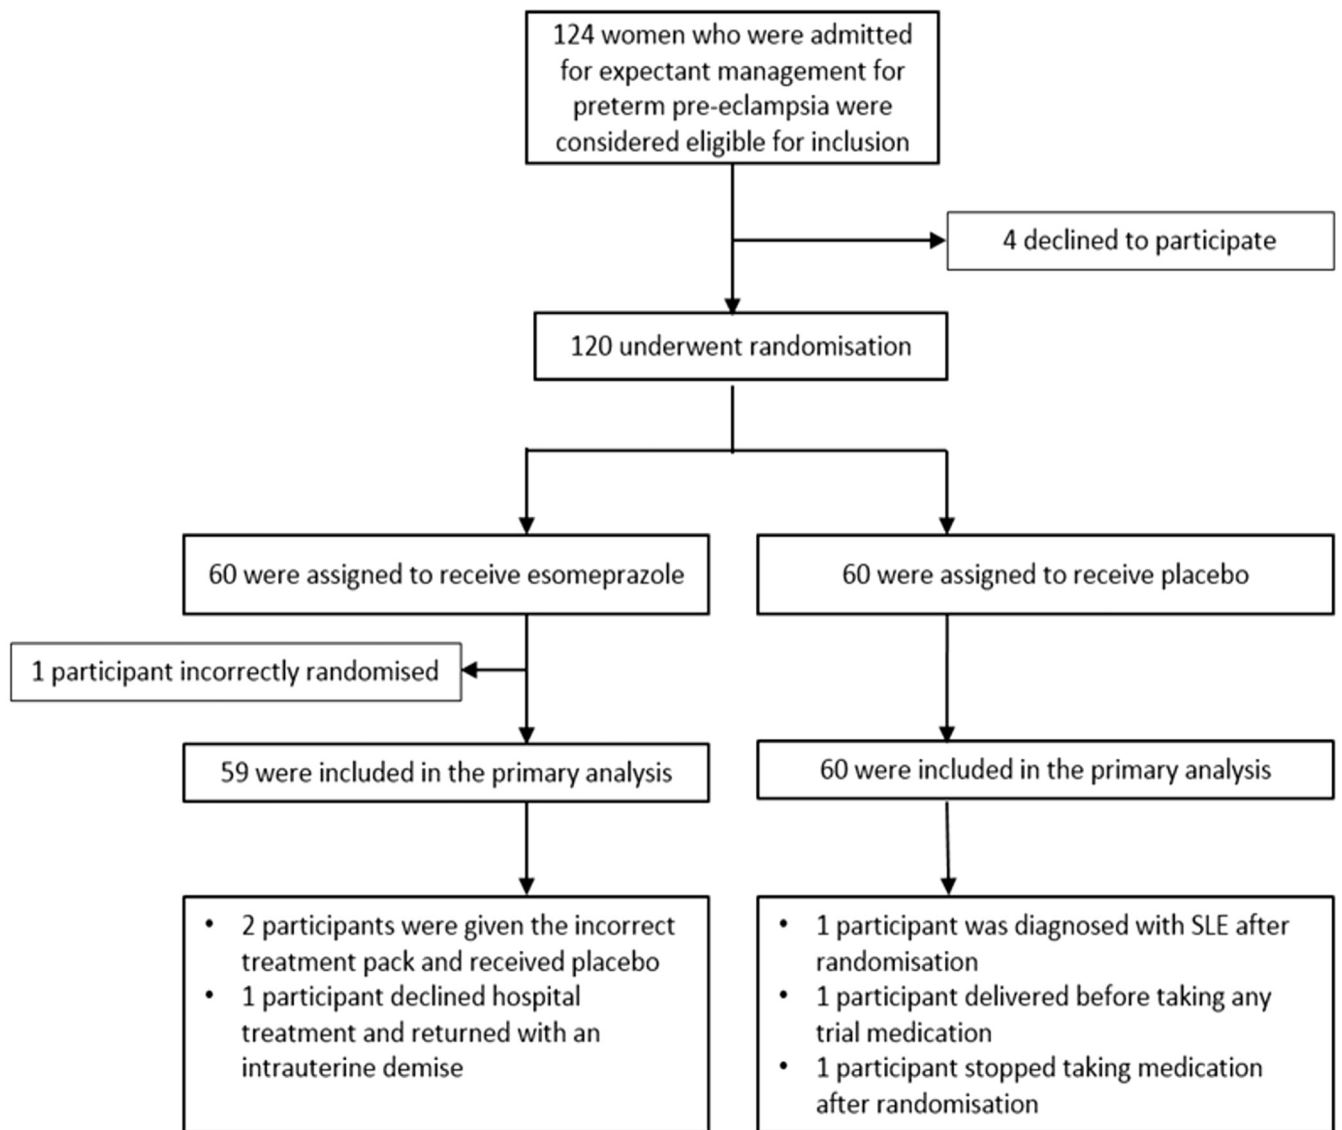 124 women who were admitted
for expectant management for
preterm pre-eclampsia were
considered eligible for inclusion
4 declined to participate
120 underwent randomisation
60 were assigned to receive esomeprazole
60 were assigned to receive placebo
1 participant incorrectly randomised
59 were included in the primary analysis
60 were included in the primary analysis
• 2 participants were given the incorrect
treatment pack and received placebo
• 1 participant declined hospital
treatment and returned with an
intrauterine demise
• 1 participant was diagnosed with SLE after
randomisation
• 1 participant delivered before taking any
trial medication
• 1 participant stopped taking medication
after randomisation